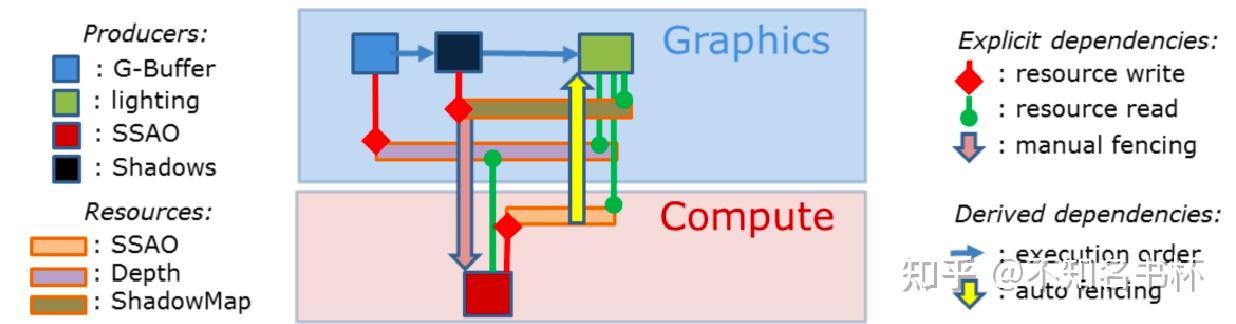 Producers:
: G-Buffer
: lighting
: SSAO
: Shadows
Resources:
: SSAO
: Depth
: ShadowMap
Graphics
Compute
Explicit dependencies:
: resource write
: resource read
: manual fencing
Derived dependencies:
: execution order
: auto fencing
知乎 @不知名书杯